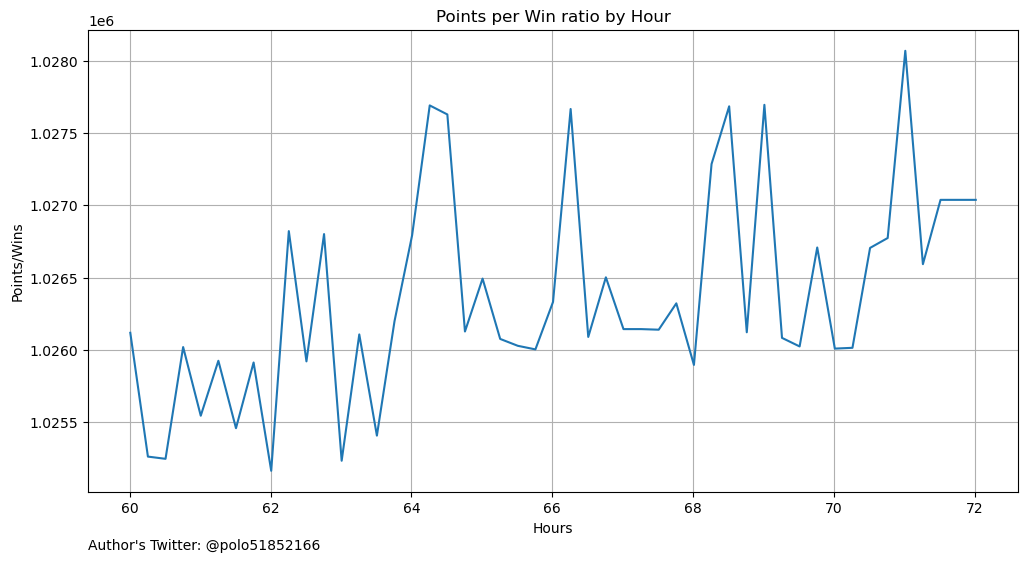 Points per Win ratio by Hour
1e6
1.0280
1.0275
1.0270
1.0265
1.0260
1.0255
Points/Wins
60 62 64 66 68 70 72
Hours
Author's Twitter: @polo51852166